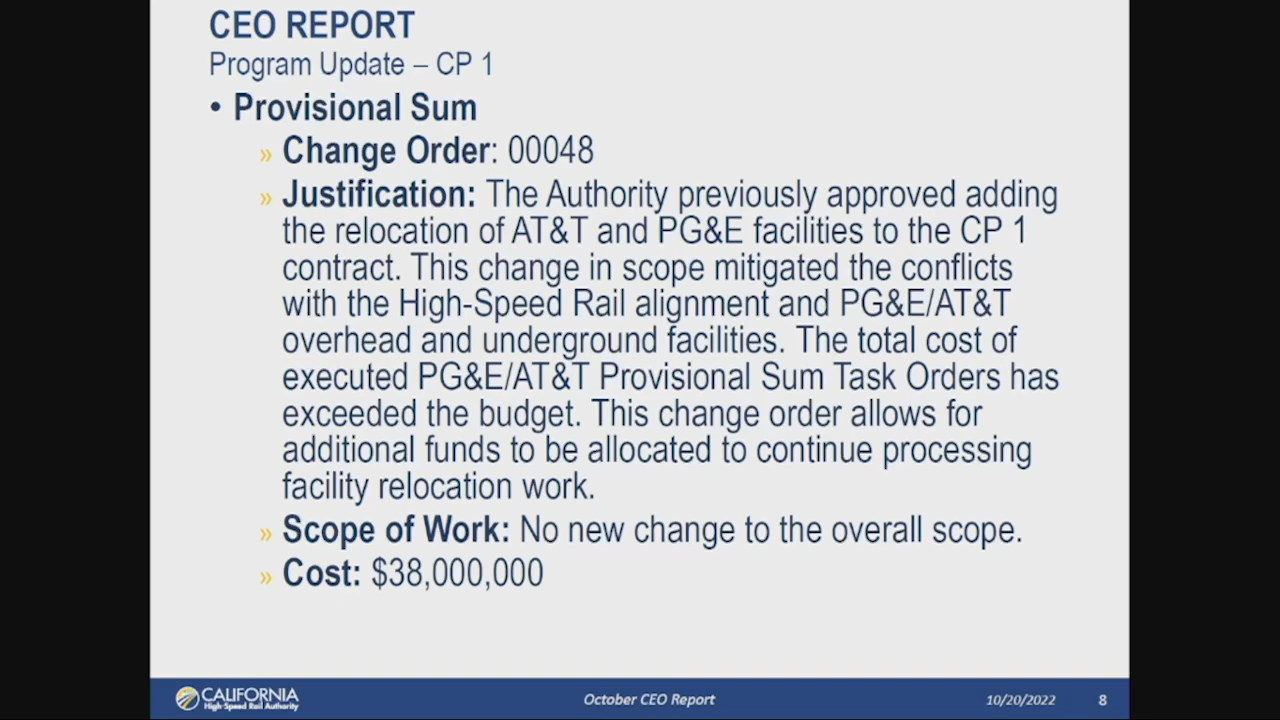 CEO REPORT
Program Update – CP 1
• Provisional Sum
» Change Order: 00048
» Justification: The Authority previously approved adding
the relocation of AT&T and PG&E facilities to the CP 1
contract. This change in scope mitigated the conflicts
with the High-Speed Rail alignment and PG&E/AT&T
overhead and underground facilities. The total cost of
executed PG&E/AT&T Provisional Sum Task Orders has
exceeded the budget. This change order allows for
additional funds to be allocated to continue processing
facility relocation work.
» Scope of Work: No new change to the overall scope.
» Cost: $38,000,000
CALIFORNIA
High-Speed Rail Authority
October CEO Report
10/20/2022
8